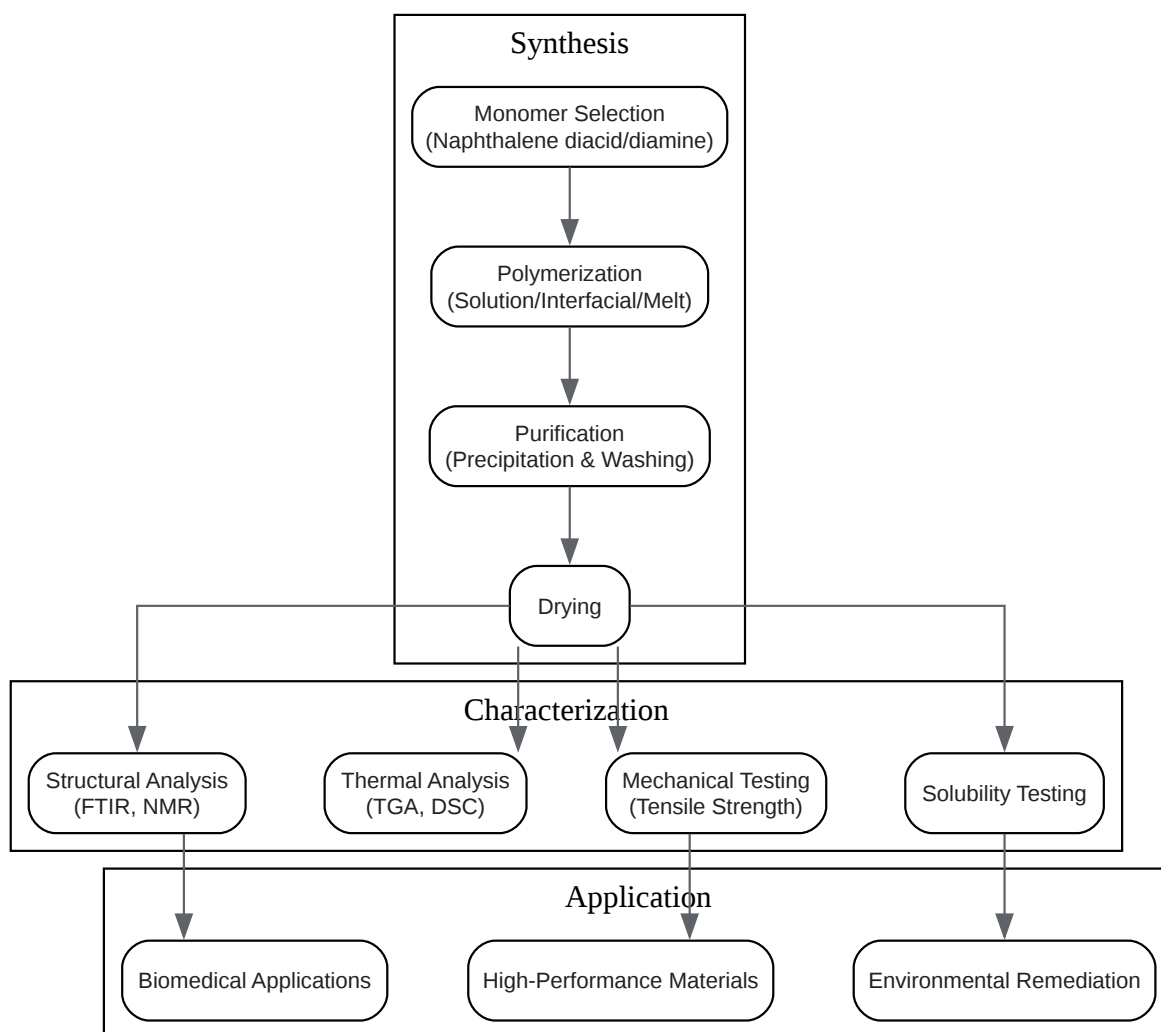 Synthesis
Monomer Selection
(Naphthalene diacid/diamine)
Polymerization
(Solution/Interfacial/Melt)
Purification
(Precipitation & Washing)
Drying
Characterization
Structural Analysis
(FTIR, NMR)
Thermal Analysis
(TGA, DSC)
Mechanical Testing
(Tensile Strength)
Solubility Testing
Application
Biomedical Applications
High-Performance Materials
Environmental Remediation